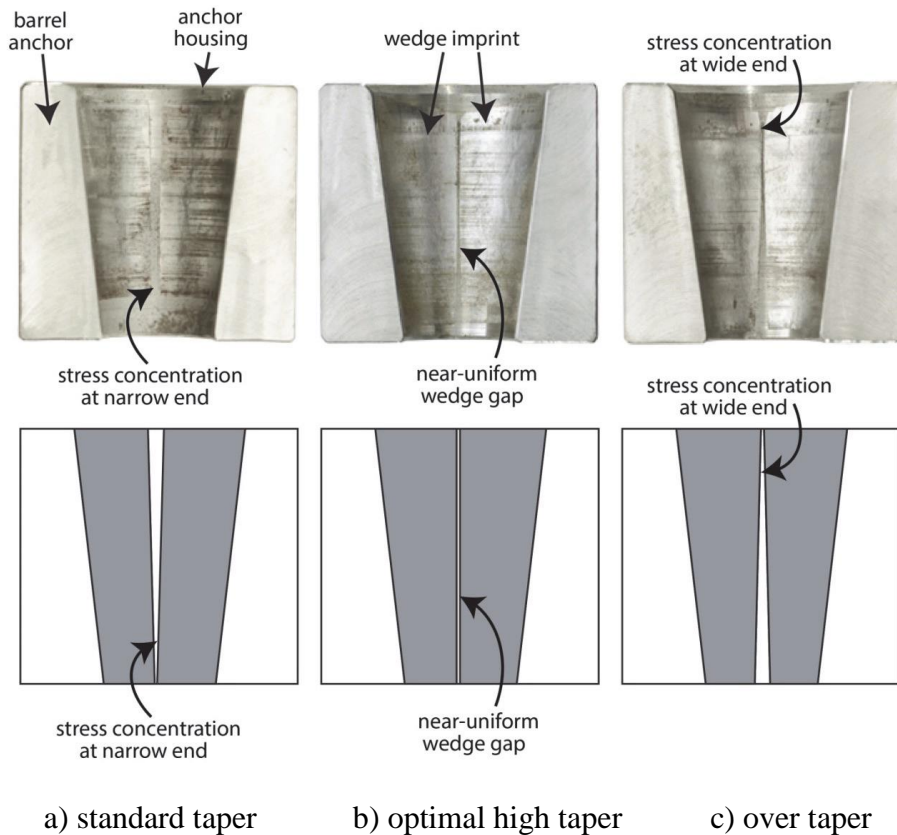 barrel
anchor
anchor
housing
wedge imprint
stress concentration
at wide end
stress concentration
at narrow end
near-uniform
wedge gap
stress concentration
at wide end
stress concentration
at narrow end
near-uniform
wedge gap
a) standard taper
b) optimal high taper
c) over taper